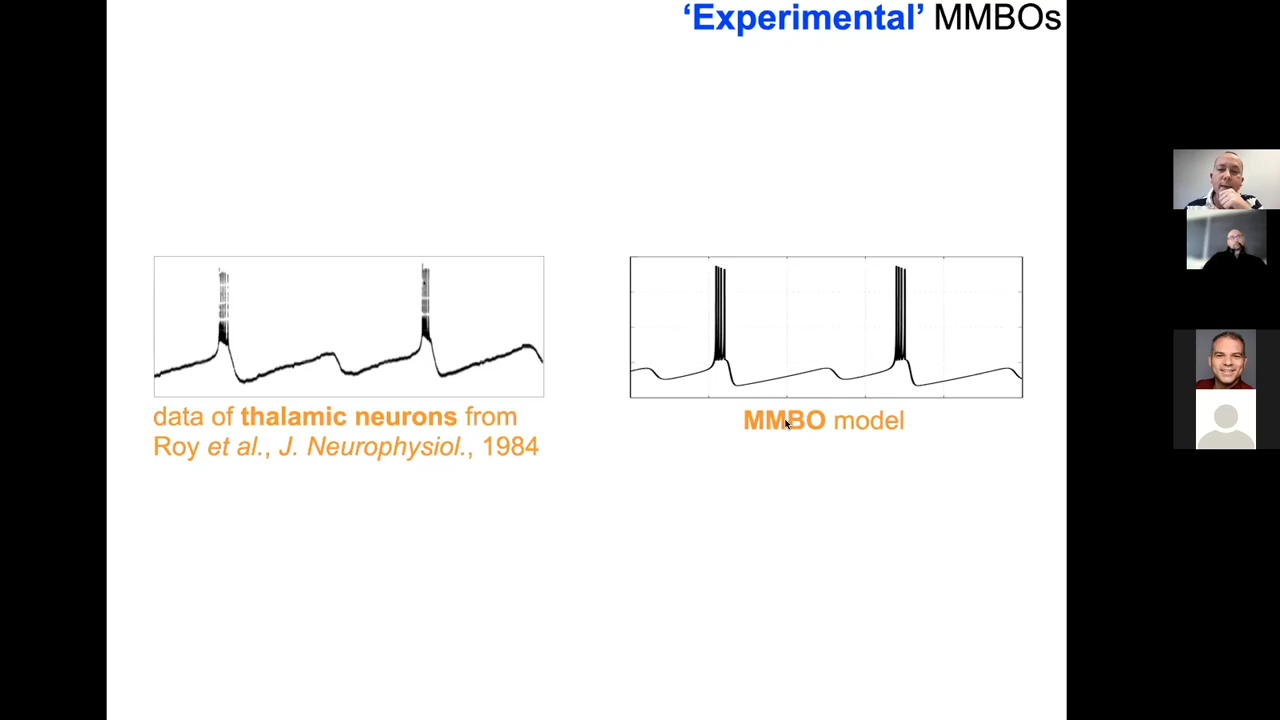 ‘Experimental’ MMBOs
data of thalamic neurons from
Roy et al., J. Neurophysiol., 1984
MMBO model